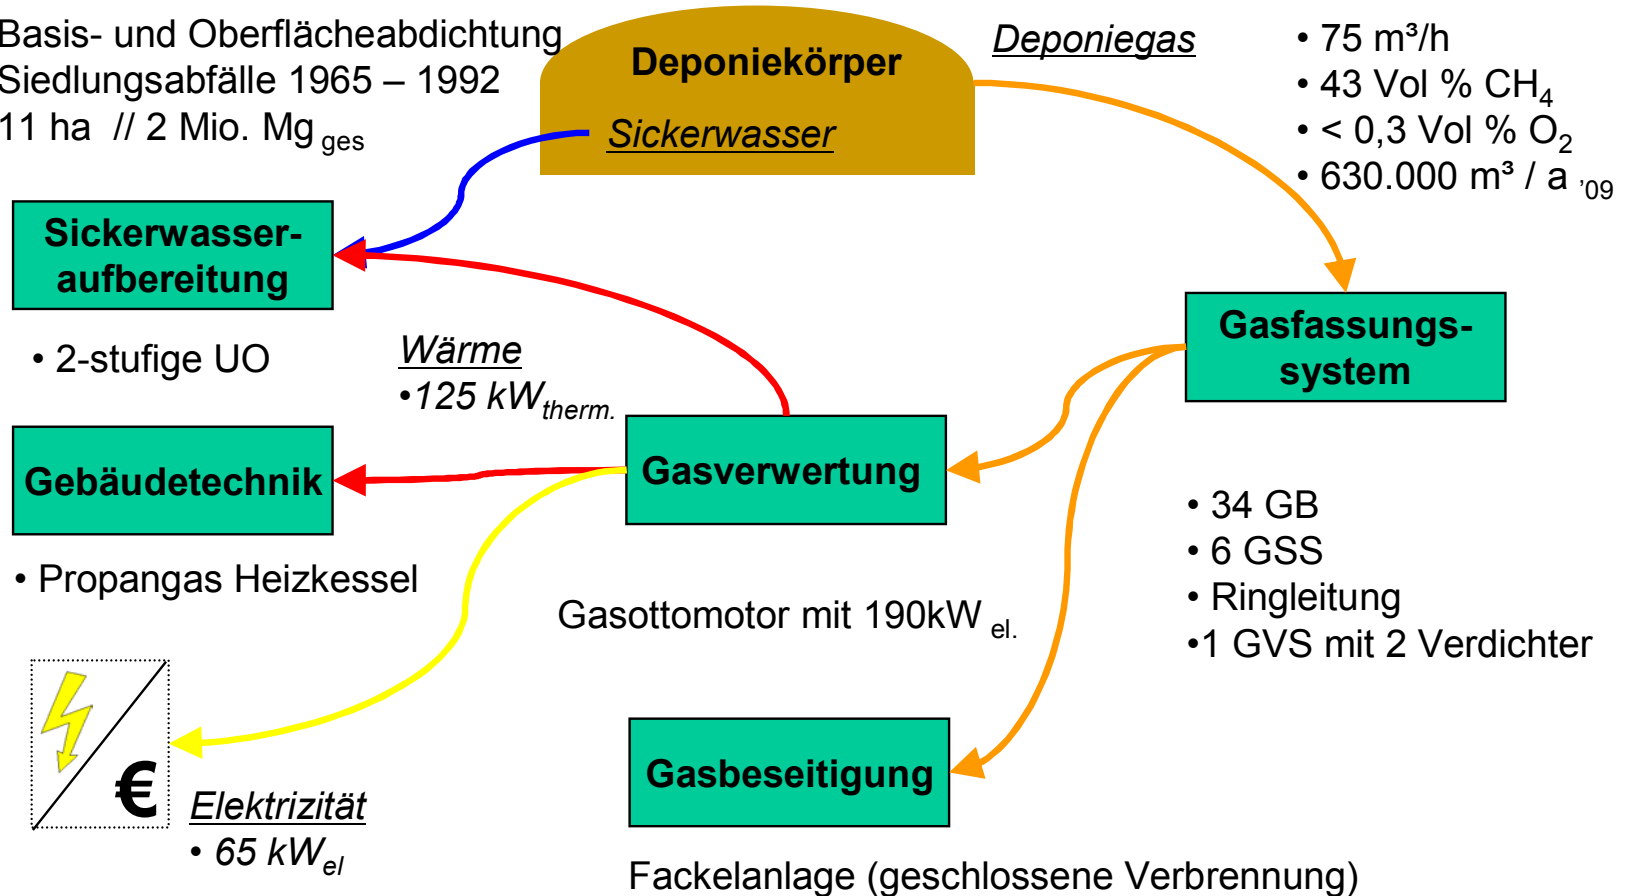 Basis- und Oberflächeabdichtung
Siedlungsabfälle 1965 – 1992
11 ha // 2 Mio. Mg ges
Deponiekörper
Sickerwasser
Deponiegas
• 75 m³/h
• 43 Vol % CH₄
• < 0,3 Vol % O₂
• 630.000 m³ / a '09
Sickerwasser-
aufbereitung
• 2-stufige UO
Wärme
•125 kWtherm.
Gasfassungs-
system
Gebäudetechnik
• Propangas Heizkessel
Gasverwertung
Gasottomotor mit 190kW el.
• 34 GB
• 6 GSS
• Ringleitung
•1 GVS mit 2 Verdichter
€
Elektrizität
• 65 kWel
Gasbeseitigung
Fackelanlage (geschlossene Verbrennung)